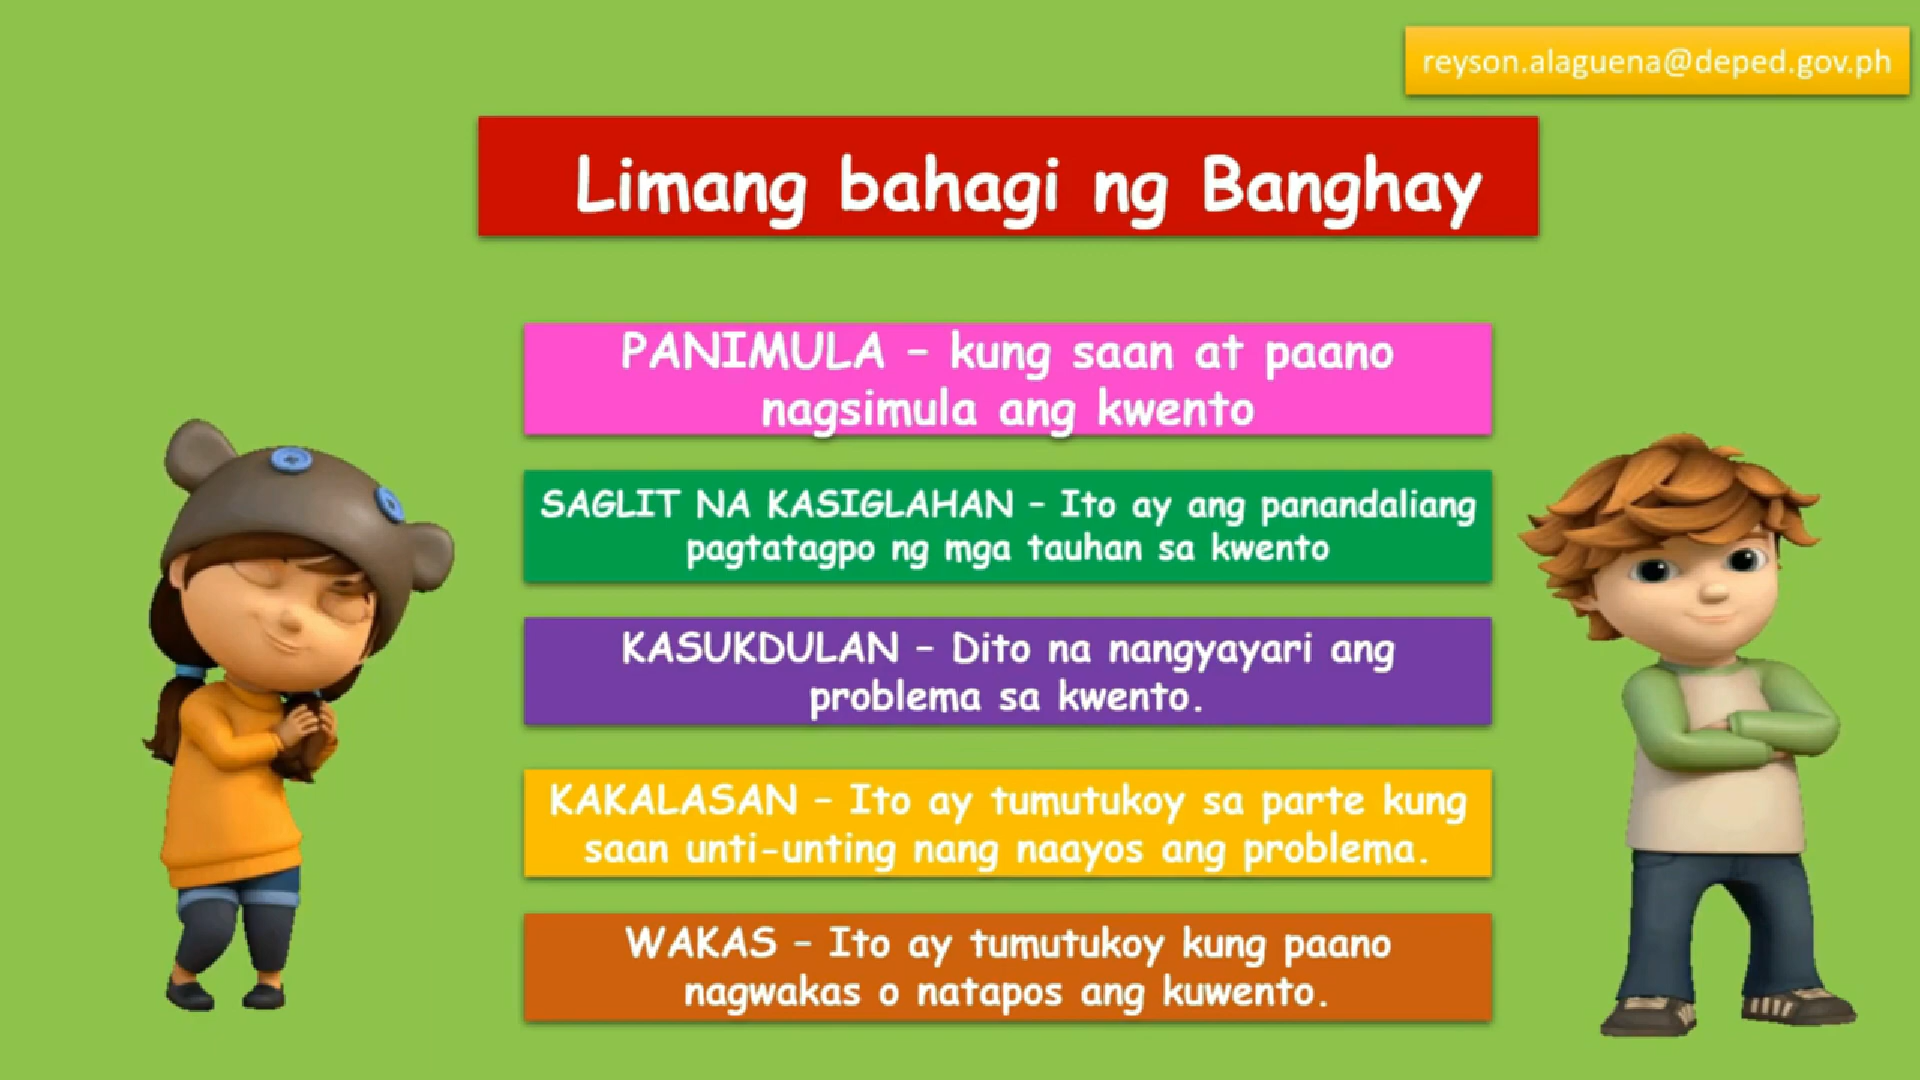 reyson.alaguena@deped.gov.ph
Limang bahagi ng Banghay
PANIMULA – kung saan at paano
nagsimula ang kwento
SAGLIT NA KASIGLAHAN – Ito ay ang panandaliang
pagtatagpo ng mga tauhan sa kwento
KASUKDULAN – Dito na nangyayari ang
problema sa kwento.
KAKALASAN – Ito ay tumutukoy sa parte kung
saan unti-unting nang naayos ang problema.
WAKAS – Ito ay tumutukoy kung paano
nagwakas o natapos ang kuwento.